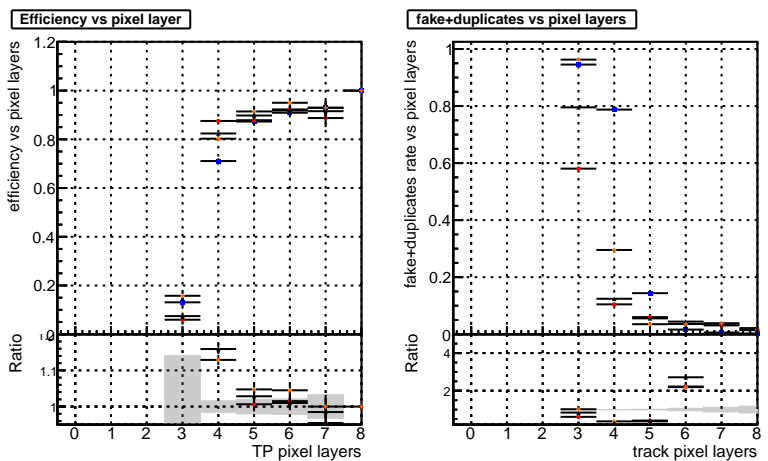 Efficiency vs pixel layer
efficiency vs pixel layers
1.2
1
0.8
0.6
0.4
0.2
0
Ratio
1.2
1.1
1
0 1 2 3 4 5 6 7 8
TP pixel layers
fake+duplicates vs pixel layers
fake+duplicates rate vs pixel layers
1
0.8
0.6
0.4
0.2
0
Ratio
4
2
0 1 2 3 4 5 6 7 8
track pixel layers